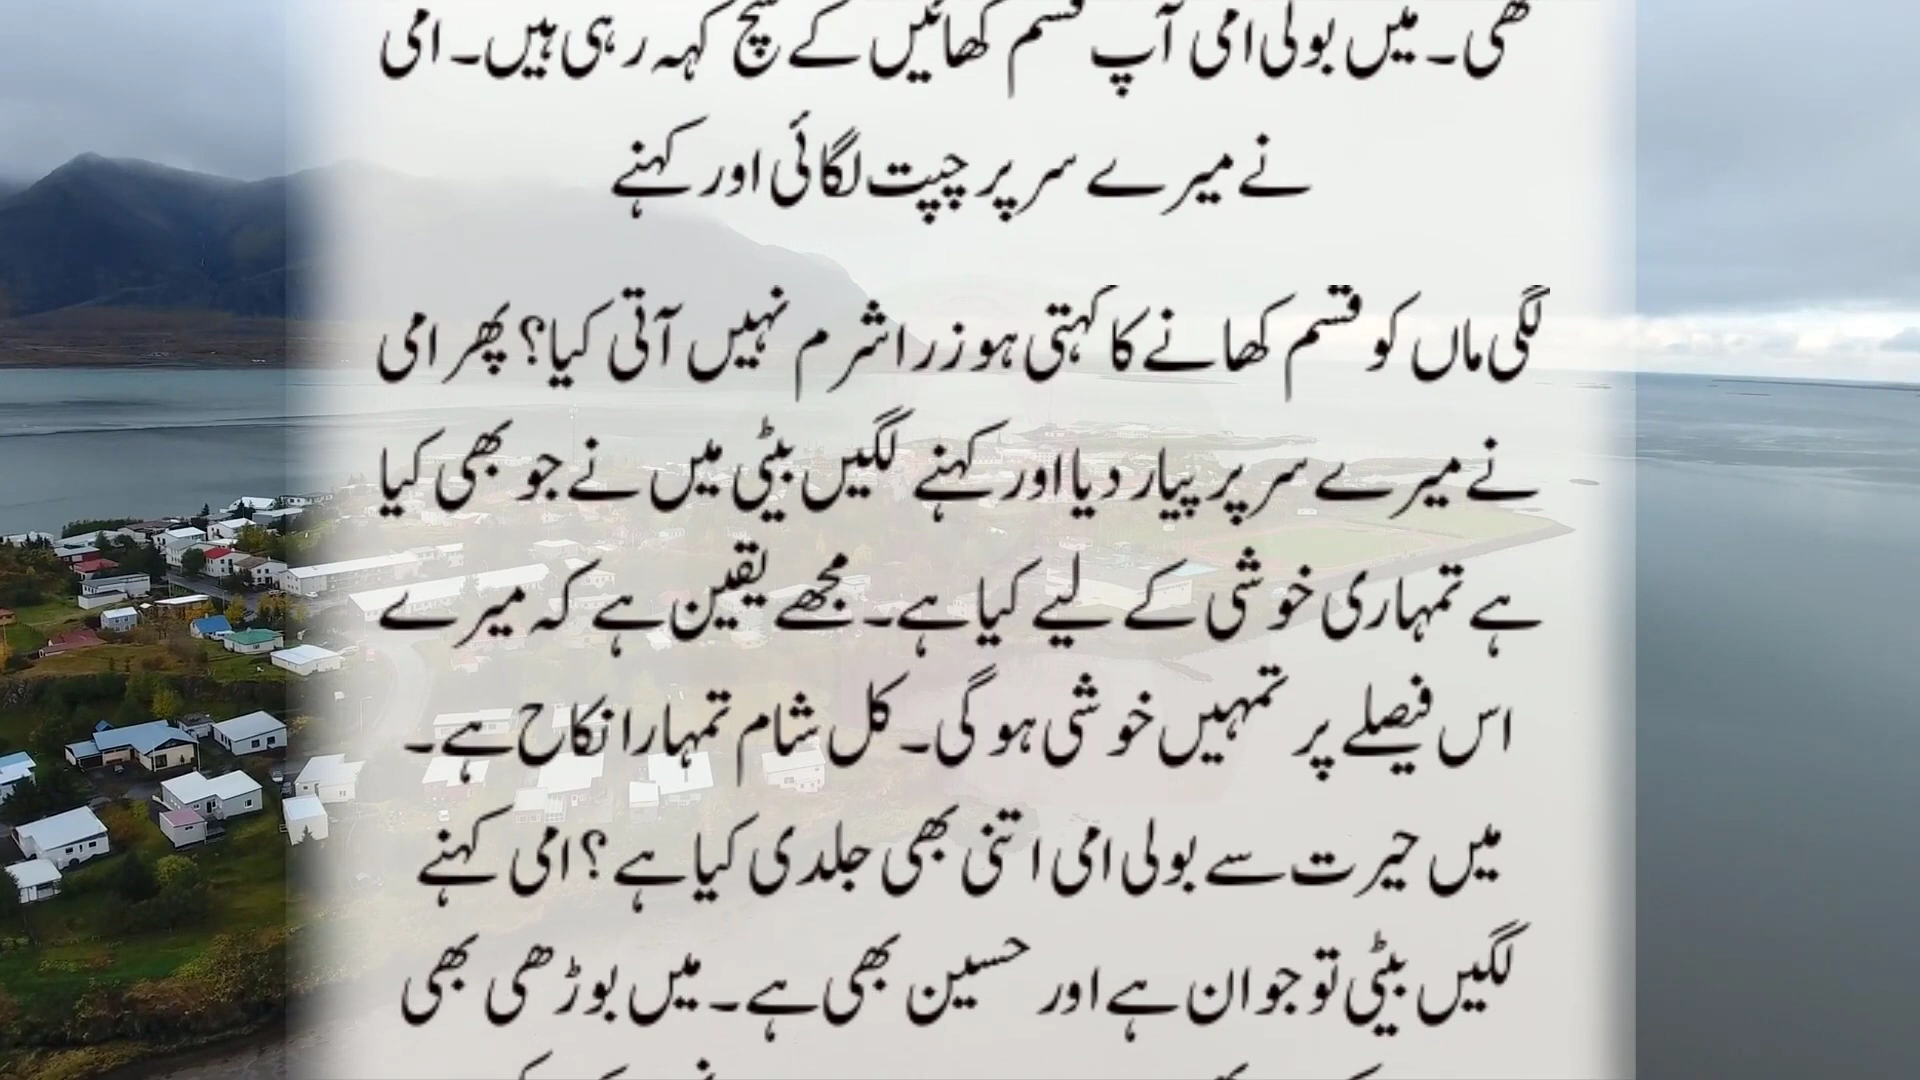 تھی۔ میں بولی امی آپ قسم کھائیں کے سچ کہہ رہی ہیں۔ امی
نے میرے سر پر چپت لگائی اور کہنے
لگی ماں کو قسم کھانے کا کہتی ہو زرا شرم نہیں آتی کیا؟ پھر امی
نے میرے سر پر پیار دیا اور کہنے لگیں بیٹی میں نے جو بھی کیا
ہے تمہاری خوشی کے لیے کیا ہے۔ مجھے یقین ہے کہ میرے
اس فیصلے پر تمہیں خوشی ہو گی۔ کل شام تمہارا نکاح ہے۔
میں حیرت سے بولی امی اتنی بھی جلدی کیا ہے؟ امی کہنے
لگیں بیٹی تو جوان ہے اور حسین بھی ہے۔ میں بوڑھی بھی